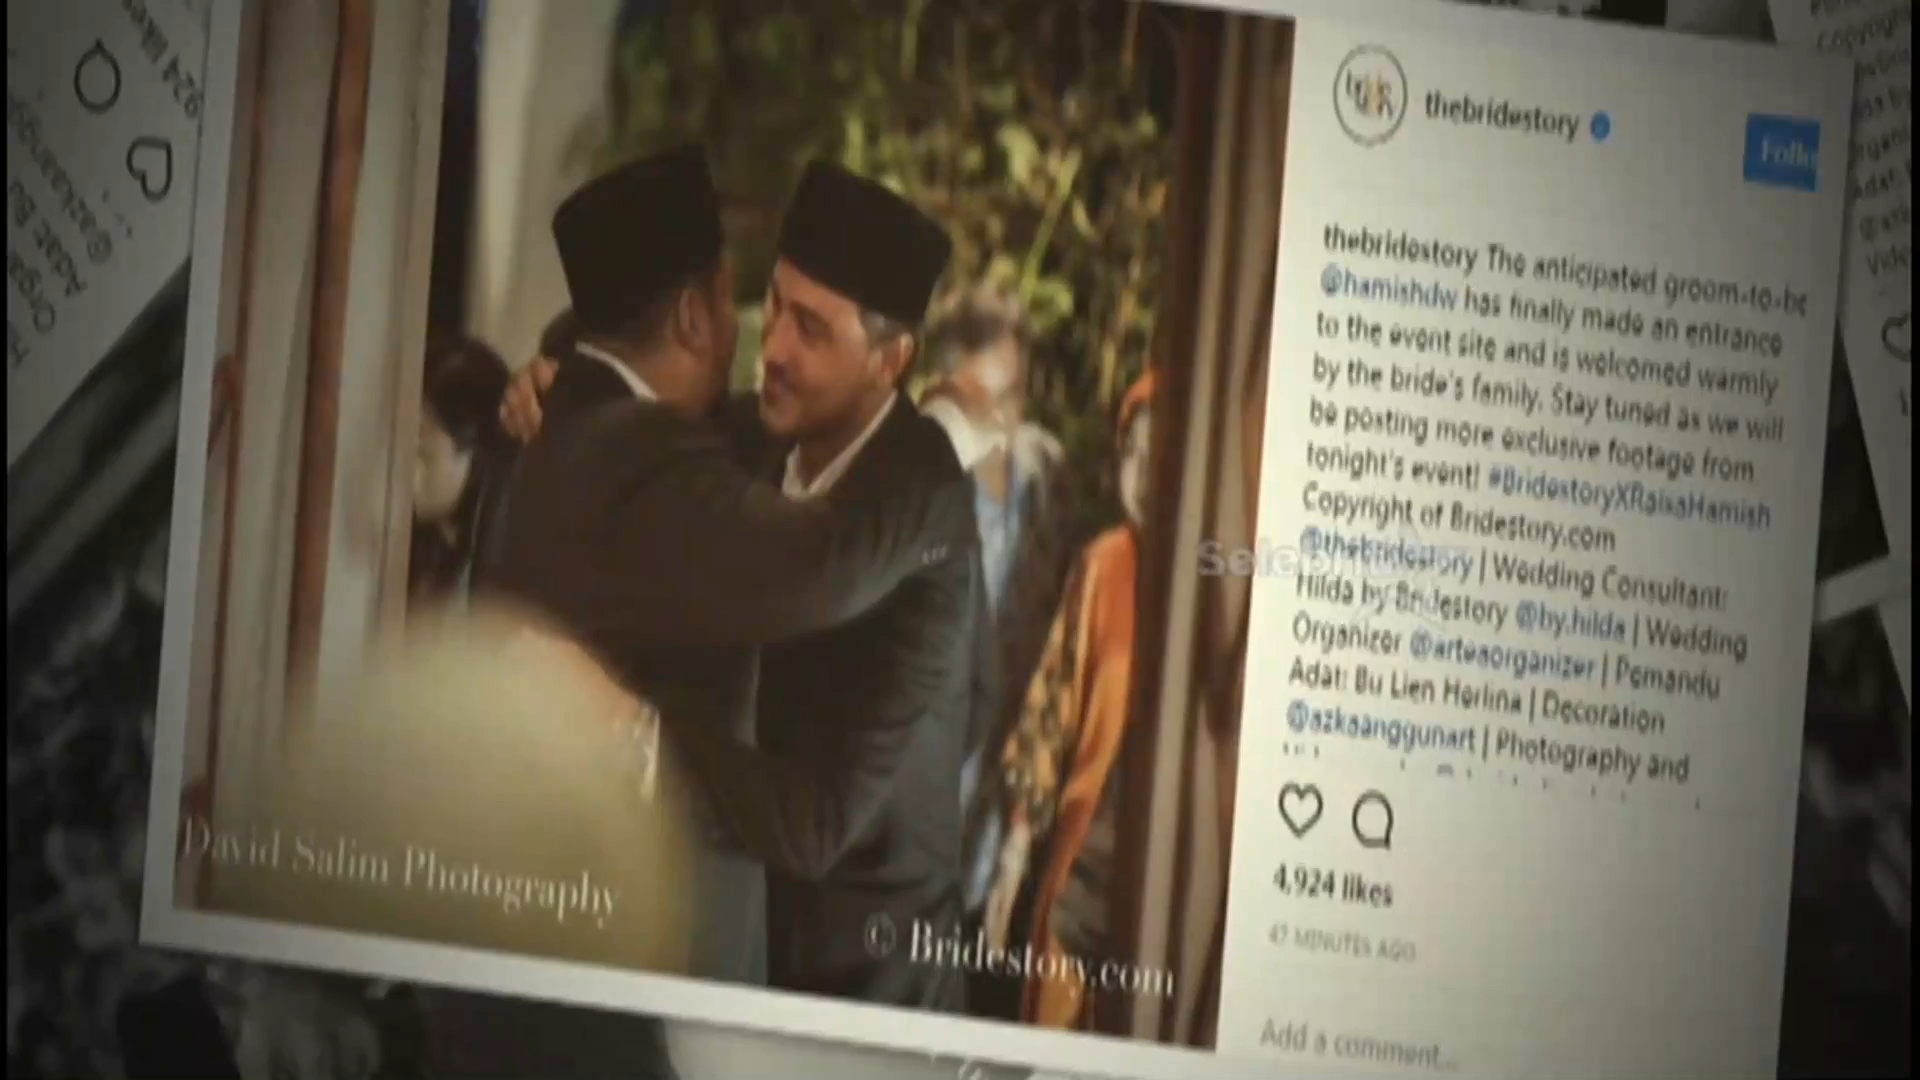 thebridestory
Follo
thebridestory The anticipated groom-to-be
@hamishdw has finally made an entrance
to the event site and is welcomed warmly
by the bride's family. Stay tuned as we will
be posting more exclusive footage from
tonight's event! #BridestoryXRaisaHamish
Copyright of Bridestory.com
@thebridestory | Wedding Consultant:
Hilda by Bridestory @by.hilda | Wedding
Organizer @arteaorganizer | Pemandu
Adat: Bu Lien Herlina | Decoration
@azkaanggunart | Photography and
4,924 likes
47 MINUTES AGO
Add a comment...
David Salim Photography
© Bridestory.com
924 likes